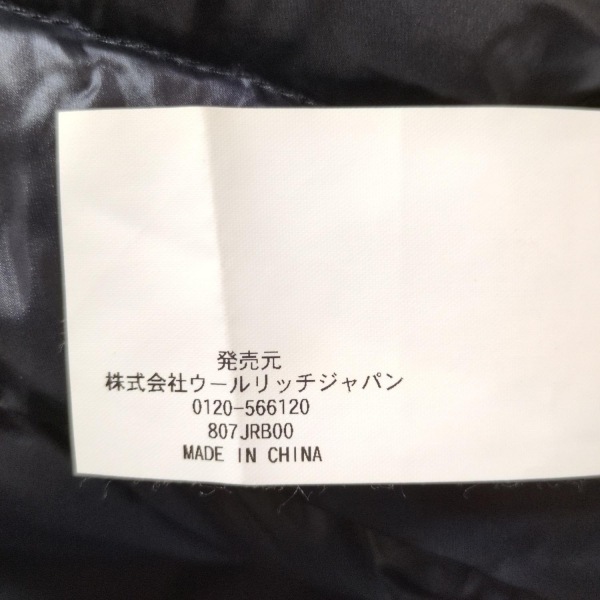 発売元
株式会社ウールリッチジャパン
0120-566120
807JRB00
MADE IN CHINA